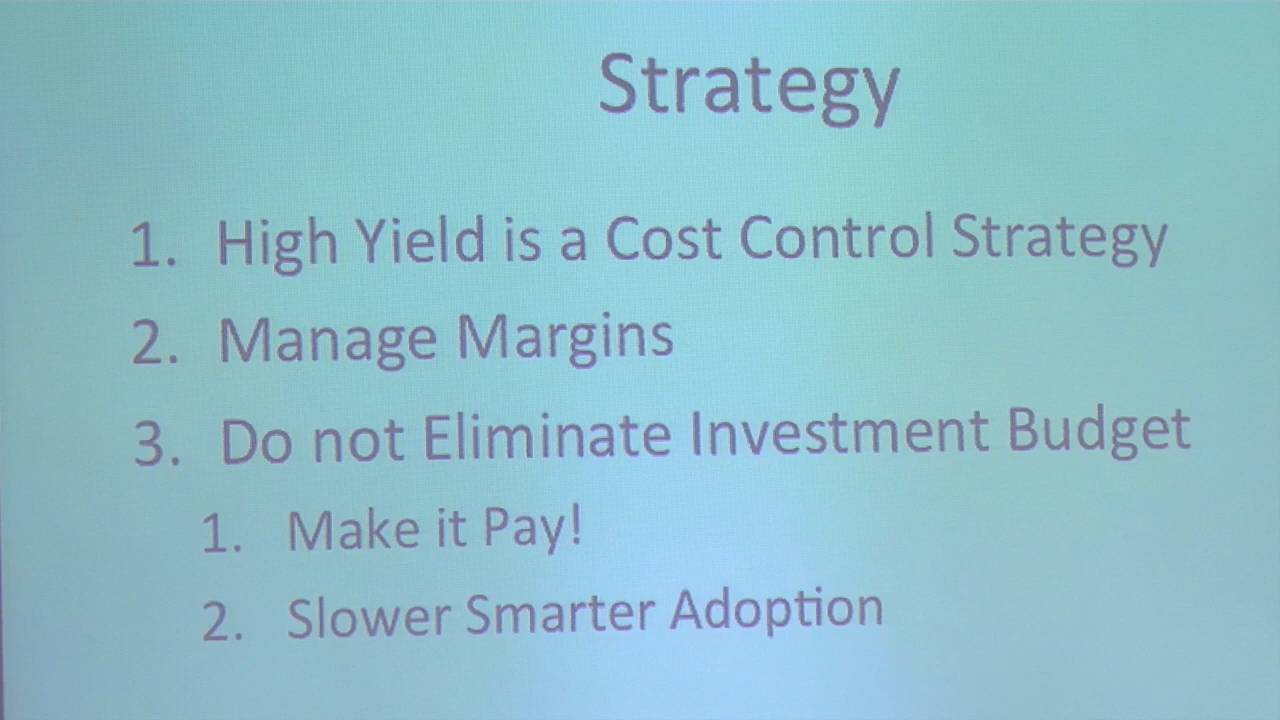 Strategy
1. High Yield is a Cost Control Strategy
2. Manage Margins
3. Do not Eliminate Investment Budget
1. Make it Pay!
2. Slower Smarter Adoption